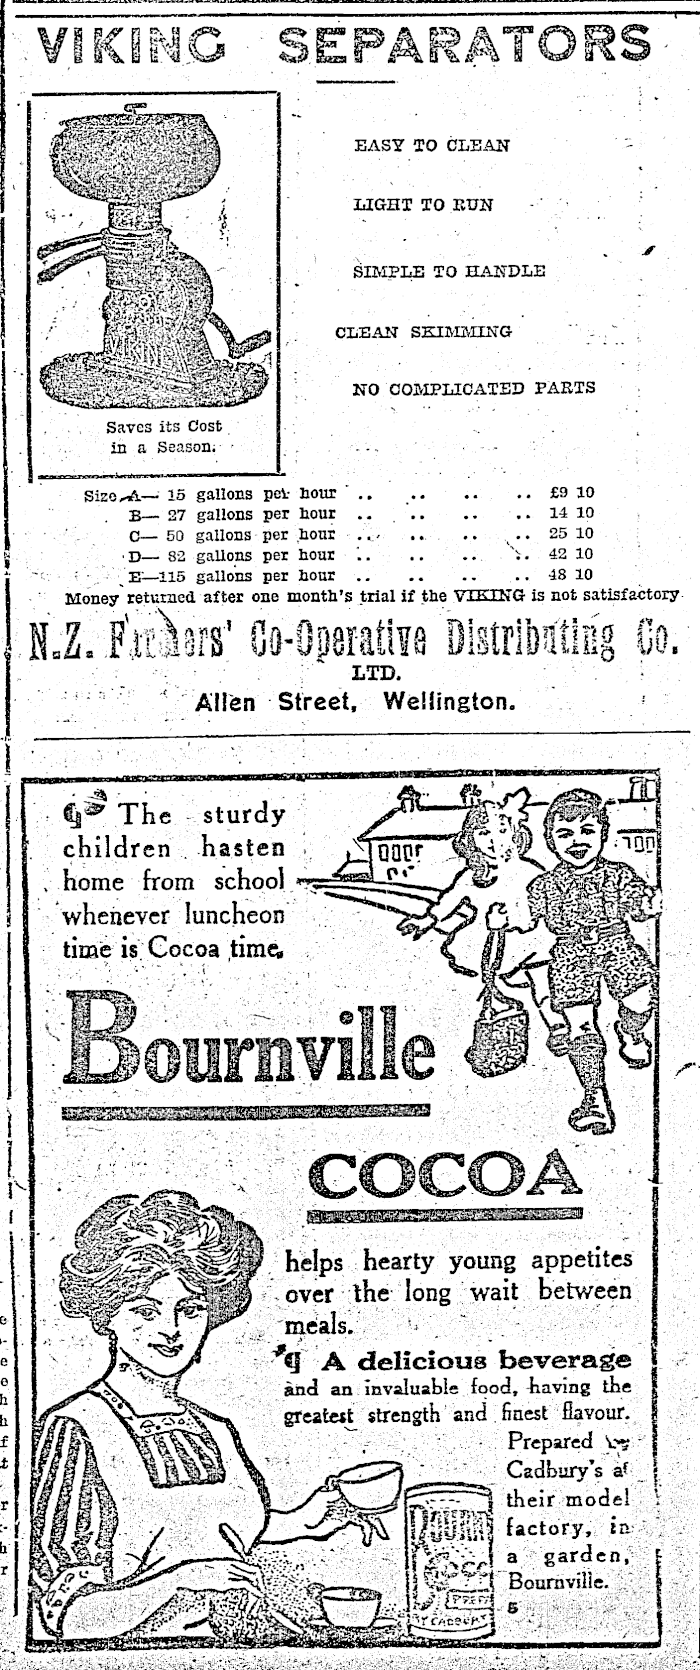 VIKING SEPARATORS
EASY TO CLEAN
LIGHT TO RUN
SIMPLE TO HANDLE
CLEAN SKIMMING
NO COMPLICATED PARTS
VIKING
Saves its Cost
in a Season.
Size A— 15 gallons per hour .. .. .. .. £9 10
B— 27 gallons per hour .. .. .. .. 14 10
C— 50 gallons per hour .. .. .. .. 25 10
D— 82 gallons per hour .. .. .. .. 42 10
E—115 gallons per hour .. .. .. .. 48 10
Money returned after one month's trial if the VIKING is not satisfactory
N.Z. Farmers' Co-Operative Distributing Co.
LTD.
Allen Street, Wellington.
¶ The sturdy
children hasten
home from school
whenever luncheon
time is Cocoa time.
Bournville
COCOA
helps hearty young appetites
over the long wait between
meals.
¶ A delicious beverage
and an invaluable food, having the
greatest strength and finest flavour.
Prepared by
Cadbury's at
their model
factory, in
a garden,
Bournville.
5